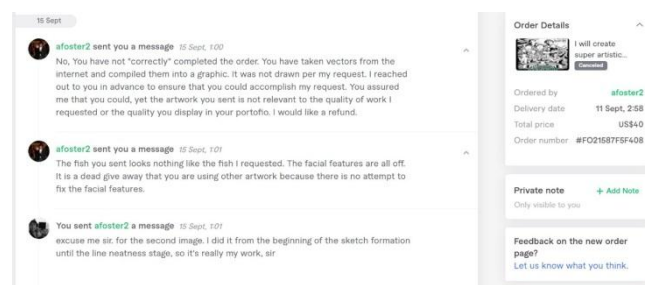 15 Sept
afoster2 sent you a message 15 Sept, 1:00
No, You have not "correctly" completed the order. You have taken vectors from the
internet and compiled them into a graphic. It was not drawn per my request. I reached
out to you in advance to ensure that you could accomplish my request. You assured
me that you could, yet the artwork you sent is not relevant to the quality of work I
requested or the quality you display in your portoflo. I would like a refund.
afoster2 sent you a message 15 Sept, 1:01
The fish you sent looks nothing like the fish I requested. The facial features are all off.
It is a dead give away that you are using other artwork because there is no attempt to
fix the facial features.
You sent afoster2 a message 15 Sept, 1:01
excuse me sir. for the second image. I did it from the beginning of the sketch formation
until the line neatness stage, so it's really my work, sir
Order Details
I will create
super artistic...
Canceled
Ordered by afoster2
Delivery date 11 Sept, 2:58
Total price US$40
Order number #FO21587F5F408
Private note + Add Note
Only visible to you
Feedback on the new order
page?
Let us know what you think.